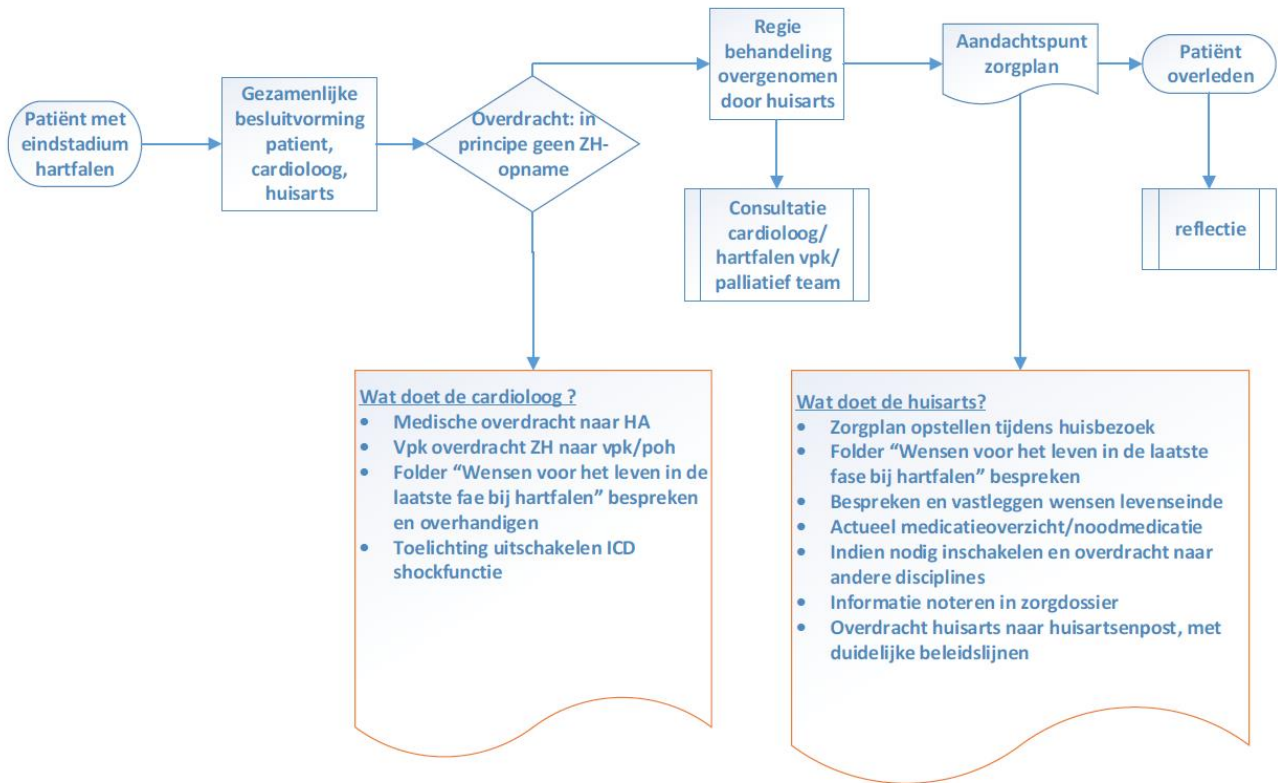 Patiënt met
eindstadium
hartfalen
Gezamenlijke
besluitvorming
patient,
cardioloog,
huisarts
Overdracht: in
principe geen ZH-
opname
Regie
behandeling
overgenomen
door huisarts
Aandachtspunt
zorgplan
Patiënt
overleden
Consultatie
cardioloog/
hartfalen vpk/
palliatief team
reflectie
Wat doet de cardioloog ?
• Medische overdracht naar HA
• Vpk overdracht ZH naar vpk/poh
• Folder “Wensen voor het leven in de
laatste fae bij hartfalen” bespreken
en overhandigen
• Toelichting uitschakelen ICD
shockfunctie
Wat doet de huisarts?
• Zorgplan opstellen tijdens huisbezoek
• Folder “Wensen voor het leven in de laatste
fase bij hartfalen” bespreken
• Bespreken en vastleggen wensen levenseinde
• Actueel medicatieoverzicht/noodmedicatie
• Indien nodig inschakelen en overdracht naar
andere disciplines
• Informatie noteren in zorgdossier
• Overdracht huisarts naar huisartsenpost, met
duidelijke beleidslijnen